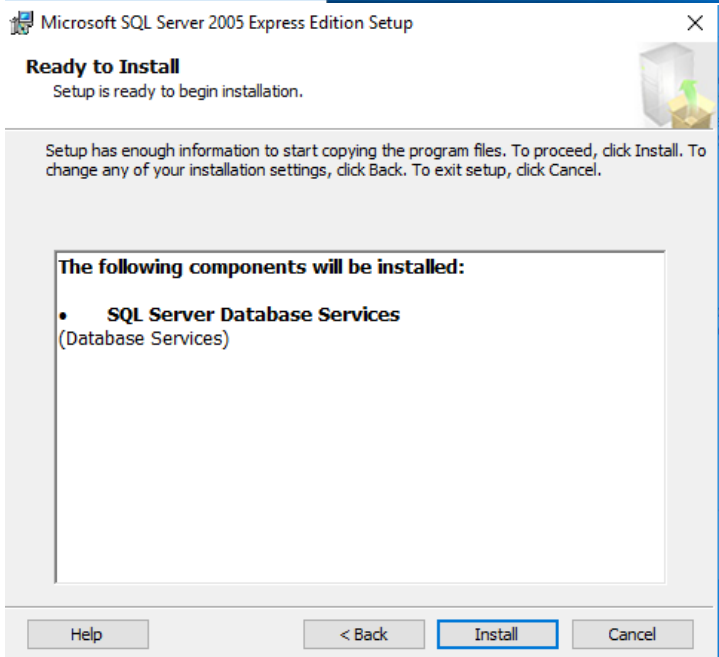 Microsoft SQL Server 2005 Express Edition Setup
Ready to Install
Setup is ready to begin installation.
Setup has enough information to start copying the program files. To proceed, click Install. To
change any of your installation settings, click Back. To exit setup, click Cancel.
The following components will be installed:
• SQL Server Database Services
(Database Services)
Help < Back Install Cancel